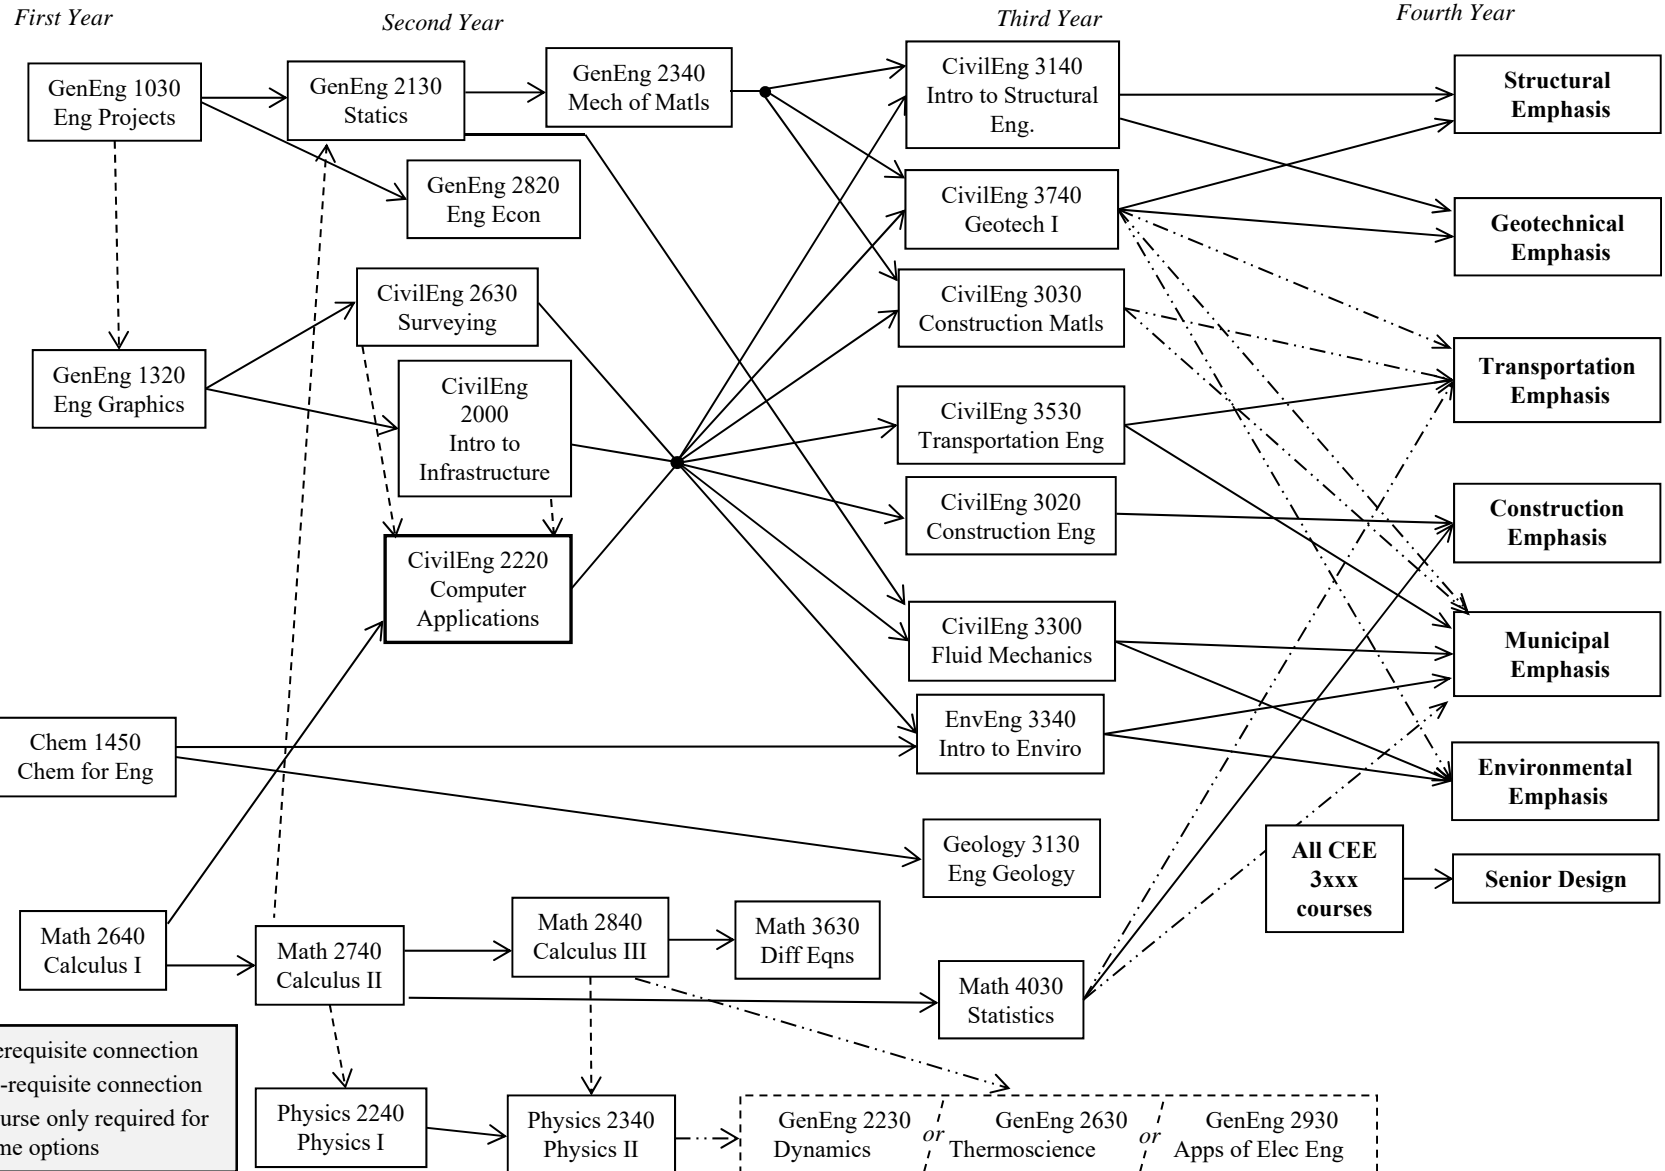 First Year
Second Year
Third Year
Fourth Year
GenEng 1030
Eng Projects
GenEng 2130
Statics
GenEng 2340
Mech of Matls
CivilEng 3140
Intro to Structural
Eng.
Structural
Emphasis
GenEng 2820
Eng Econ
CivilEng 3740
Geotech I
Geotechnical
Emphasis
CivilEng 2630
Surveying
CivilEng 3030
Construction Matls
GenEng 1320
Eng Graphics
CivilEng
2000
Intro to
Infrastructure
CivilEng 3530
Transportation Eng
Transportation
Emphasis
CivilEng 3020
Construction Eng
Construction
Emphasis
CivilEng 2220
Computer
Applications
CivilEng 3300
Fluid Mechanics
Municipal
Emphasis
Chem 1450
Chem for Eng
EnvEng 3340
Intro to Enviro
Environmental
Emphasis
Geology 3130
Eng Geology
All CEE
3xxx
courses
Senior Design
Math 2640
Calculus I
Math 2740
Calculus II
Math 2840
Calculus III
Math 3630
Diff Eqns
Math 4030
Statistics
erequisite connection
-requisite connection
urse only required for
me options
Physics 2240
Physics I
Physics 2340
Physics II
GenEng 2230
Dynamics
or
GenEng 2630
Thermoscience
or
GenEng 2930
Apps of Elec Eng